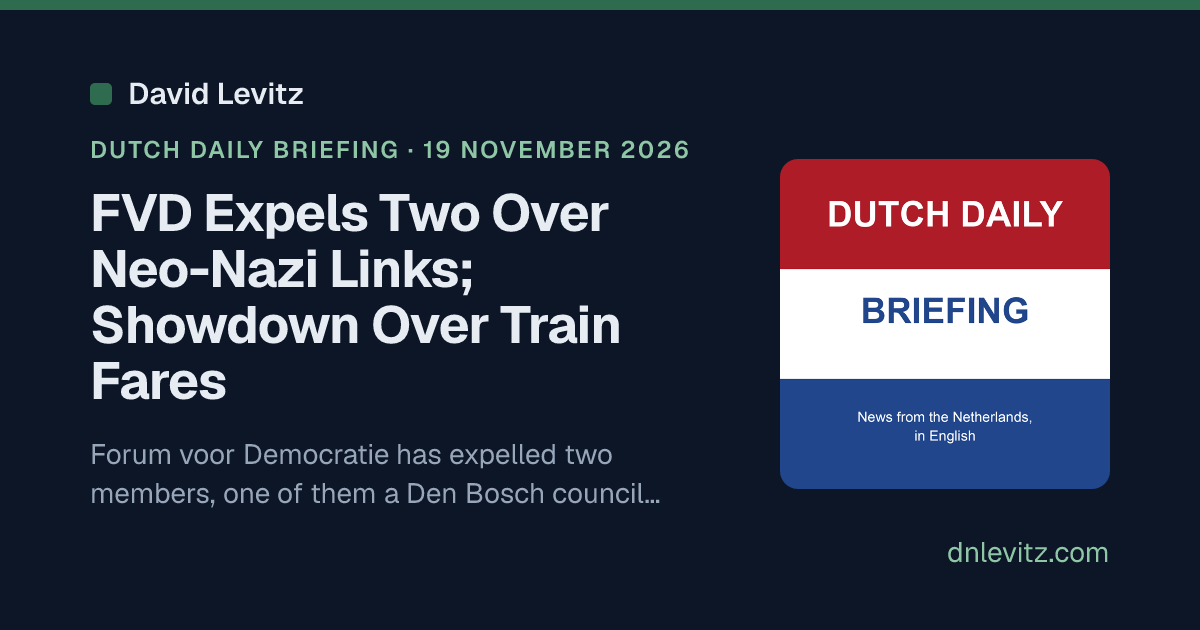 David Levitz
DUTCH DAILY BRIEFING · 19 NOVEMBER 2026
FVD Expels Two Over
Neo-Nazi Links;
Showdown Over Train
Fares
Forum voor Democratie has expelled two
members, one of them a Den Bosch council...
DUTCH DAILY
BRIEFING
News from the Netherlands,
in English
dnlevitz.com